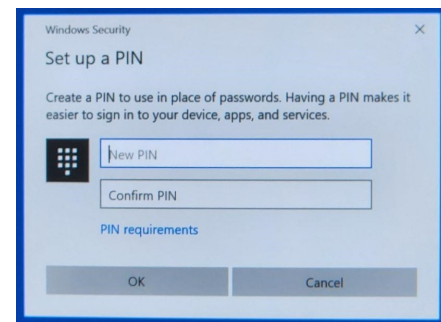 Windows Security
Set up a PIN
Create a PIN to use in place of passwords. Having a PIN makes it
easier to sign in to your device, apps, and services.
New PIN
Confirm PIN
PIN requirements
OK
Cancel